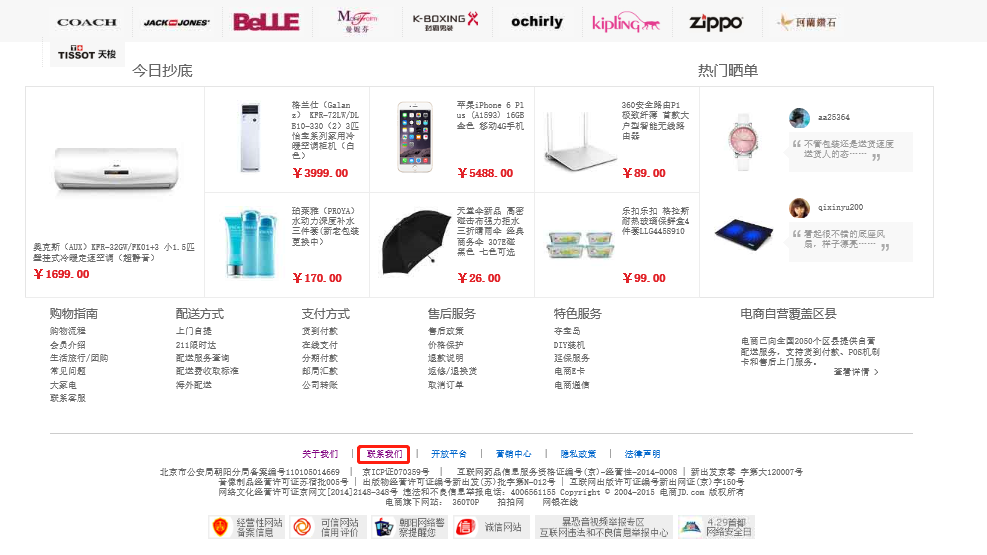 COACH
JACK & JONES
BeLLE
ManiForm
曼妮芬
K-BOXING
劲霸男装
ochirly
kipling
zippo
珂兰钻石
TISSOT 天梭
今日抄底
热门晒单
奥克斯（AUX）KFR-32GW/FK01+3 小1.5匹
壁挂式冷暖定速空调（超静音）
￥1699.00
格兰仕（Galan
z） KFR-72LW/DL
B10-330（2）3匹
怡宝系列家用冷
暖空调柜机（白
色）
￥3999.00
苹果iPhone 6 Pl
us (A1593) 16GB
金色 移动4G手机
￥5488.00
360安全路由P1
极致纤薄 首款大
户型智能无线路
由器
￥89.00
珀莱雅（PROYA）
水动力深度补水
三件套(新老包装
更换中）
￥170.00
天堂伞新品 高密
碰击布强力拒水
三折晴雨伞 经典
商务伞 307E碰
黑色 七色可选
￥26.00
乐扣乐扣 格拉斯
耐热玻璃保鲜盒4
件套LLG445S910
￥99.00
aa25364
“ 不管包装还是送货速度
送货人的态…… ”
qixinyu200
“ 看起很不错的底座风
扇，样子漂亮…… ”
购物指南
购物流程
会员介绍
生活旅行/团购
常见问题
大家电
联系客服
配送方式
上门自提
211限时达
配送服务查询
配送费收取标准
海外配送
支付方式
货到付款
在线支付
分期付款
邮局汇款
公司转账
售后服务
售后政策
价格保护
退款说明
返修/退换货
取消订单
特色服务
夺宝岛
DIY装机
延保服务
电商E卡
电商通信
电商自营覆盖区县
电商已向全国2050个区县提供自营
配送服务，支持货到付款、POS机刷
卡和售后上门服务。
查看详情 >
关于我们 | 联系我们 | 开放平台 | 营销中心 | 隐私政策 | 法律声明
北京市公安局朝阳分局备案编号110105014669 | 京ICP证070359号 | 互联网药品信息服务资格证编号(京)-经营性-2014-0008 | 新出发京零 字第大120007号
音像制品经营许可证苏宿批005号 | 出版物经营许可证编号新出发(苏)批字第N-012号 | 互联网出版许可证编号新出网证(京)字150号
网络文化经营许可证京网文[2014]2148-348号 违法和不良信息举报电话：4006561155 Copyright © 2004-2015 电商JD.com 版权所有
电商旗下网站： 360TOP 拍拍网 网银在线
经营性网站
备案信息
可信网站
信用评价
朝阳网络警
察提醒您
诚信网站
暴恐音视频举报专区
互联网违法和不良信息举报中心
4.29首都
网络安全日